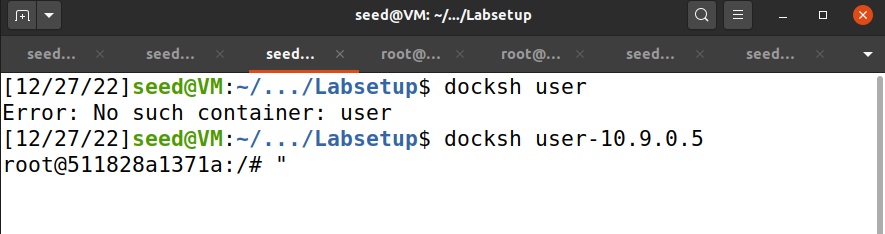 seed@VM: ~/.../Labsetup
seed... seed... seed... root@... root@... seed... seed...
[12/27/22]seed@VM:~/.../Labsetup$ docksh user
Error: No such container: user
[12/27/22]seed@VM:~/.../Labsetup$ docksh user-10.9.0.5
root@511828a1371a:/# "